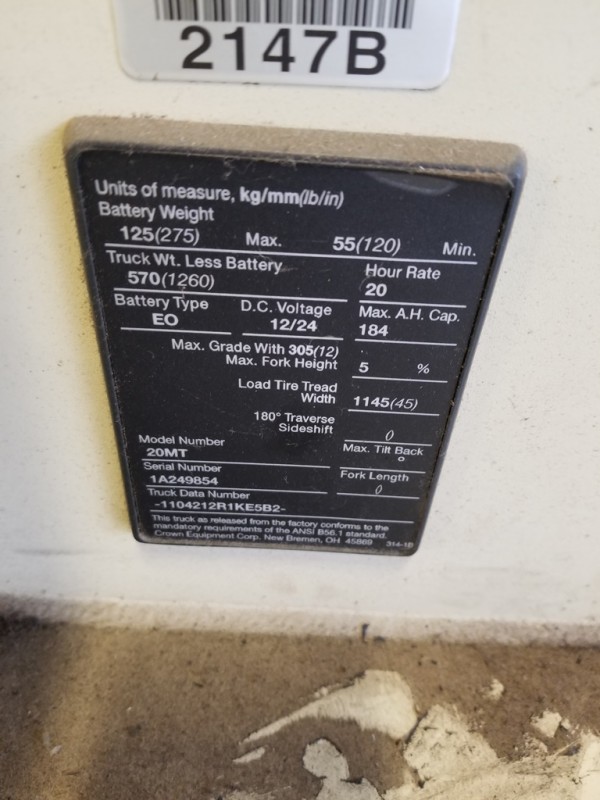 2147B
Units of measure, kg/mm(lb/in)
Battery Weight
125(275) Max. 55(120) Min.
Truck Wt. Less Battery Hour Rate
570(1260) 20
Battery Type D.C. Voltage Max. A.H. Cap.
EO 12/24 184
Max. Grade With 305(12)
Max. Fork Height 5 %
Load Tire Tread
Width 1145(45)
180° Traverse
Sideshift 0
Model Number Max. Tilt Back
20MT °
Serial Number Fork Length
1A249854 0
Truck Data Number
-1104212R1KE5B2-
This truck as released from the factory conforms to the
mandatory requirements of the ANSI B56.1 standard.
Crown Equipment Corp. New Bremen, OH 45869